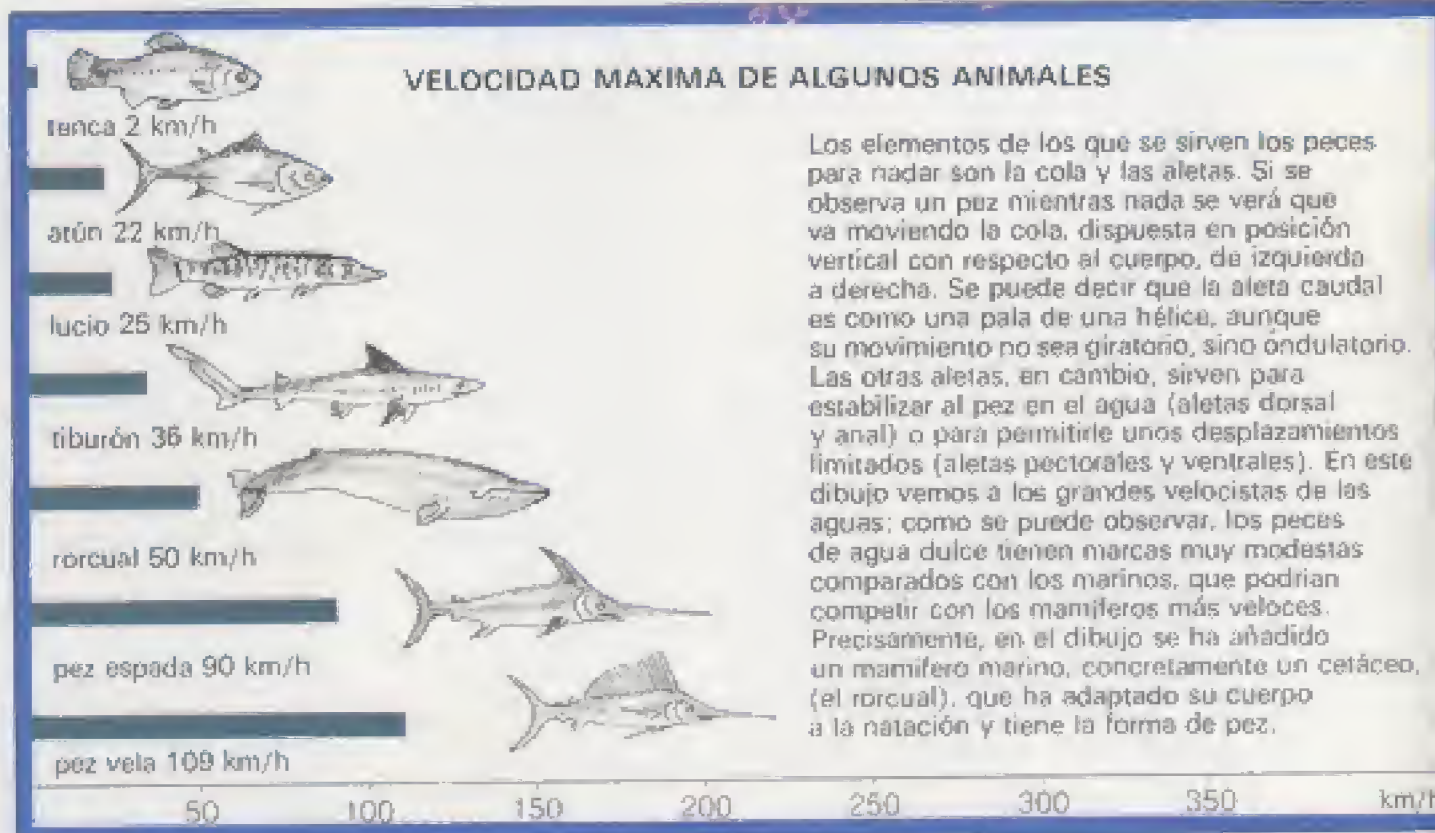 VELOCIDAD MAXIMA DE ALGUNOS ANIMALES
tenca 2 km/h
atún 22 km/h
lucio 25 km/h
tiburón 36 km/h
rorcual 50 km/h
pez espada 90 km/h
pez vela 109 km/h
Los elementos de los que se sirven los peces
para nadar son la cola y las aletas. Si se
observa un pez mientras nada se verá que
va moviendo la cola, dispuesta en posición
vertical con respecto al cuerpo, de izquierda
a derecha. Se puede decir que la aleta caudal
es como una pala de una hélice, aunque
su movimiento no sea giratorio, sino ondulatorio.
Las otras aletas, en cambio, sirven para
estabilizar al pez en el agua (aletas dorsal
y anal) o para permitirle unos desplazamientos
limitados (aletas pectorales y ventrales). En este
dibujo vemos a los grandes velocistas de las
aguas; como se puede observar, los peces
de agua dulce tienen marcas muy modestas
comparados con los marinos, que podrían
competir con los mamíferos más veloces.
Precisamente, en el dibujo se ha añadido
un mamífero marino, concretamente un cetáceo,
(el rorcual), que ha adaptado su cuerpo
a la natación y tiene la forma de pez.
50 100 150 200 250 300 350 km/h